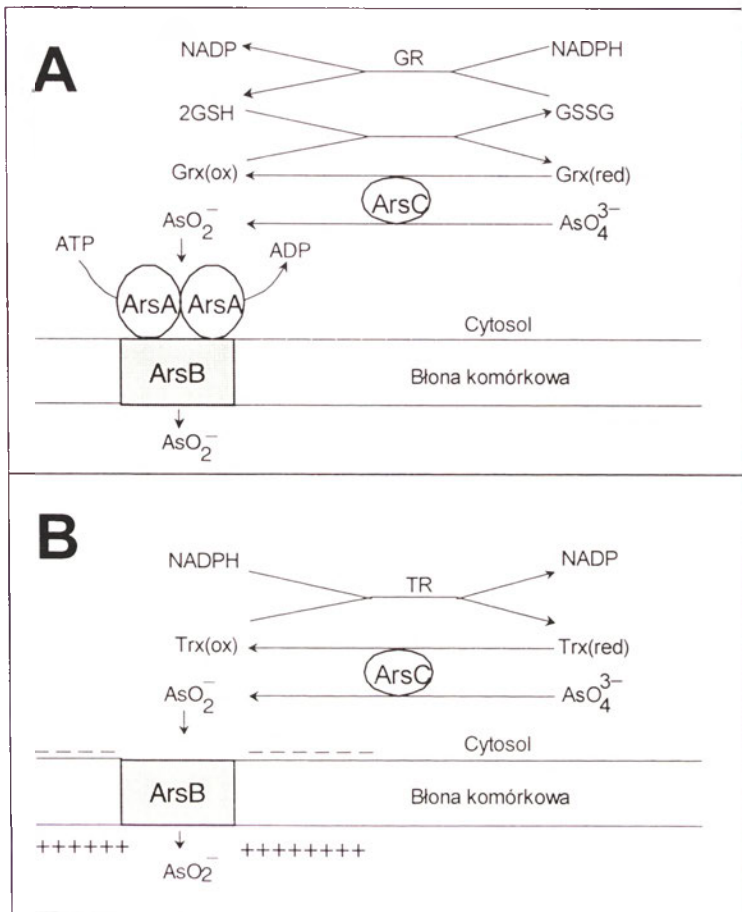 A
NADP GR NADPH
2GSH GSSG
Grx(ox) Grx(red)
ArsC
AsO₂⁻ AsO₄³⁻
ATP ADP
ArsA ArsA
Cytosol
ArsB Błona komórkowa
AsO₂⁻
B
NADPH TR NADP
Trx(ox) Trx(red)
ArsC
AsO₂⁻ AsO₄³⁻
_ _ _ _ _ _ _ _ _ _ _ Cytosol
ArsB Błona komórkowa
++++++ ++++++++
AsO₂⁻